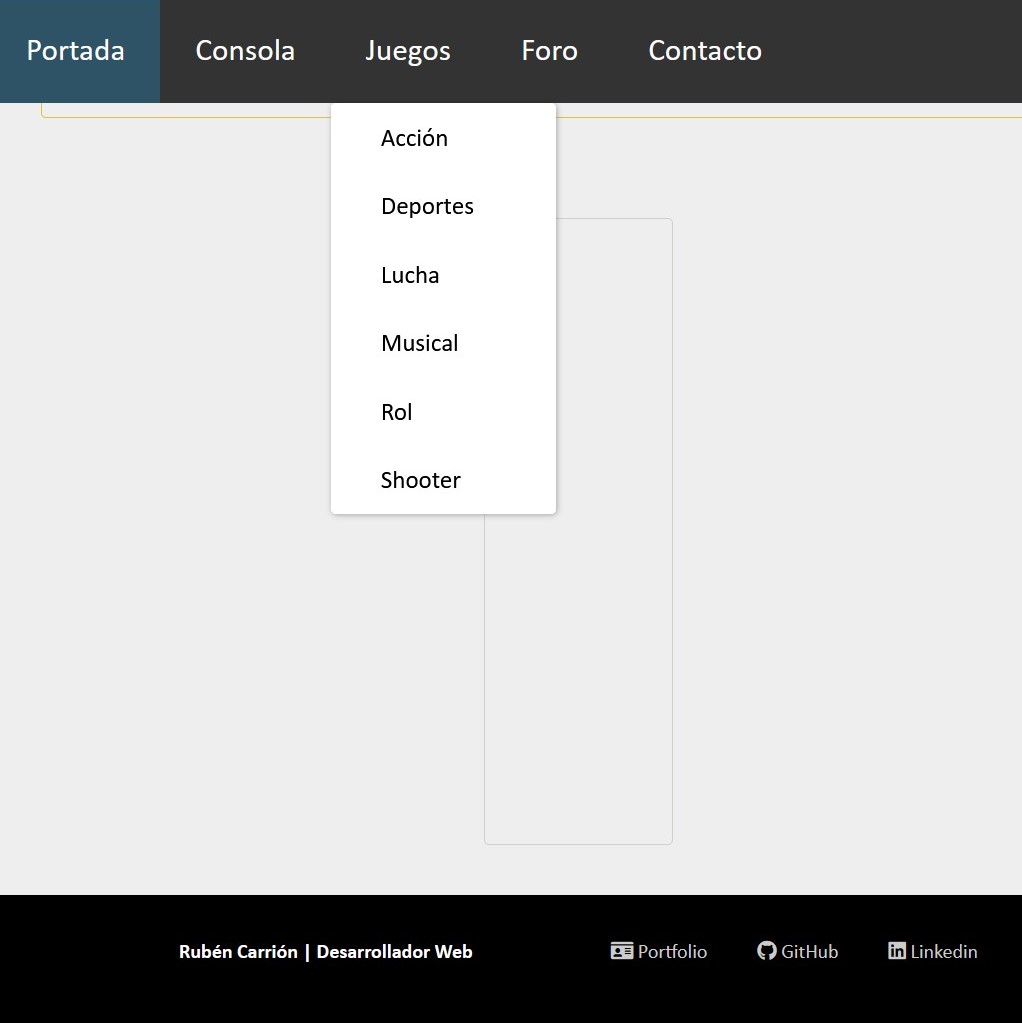 Portada Consola Juegos Foro Contacto
Acción
Deportes
Lucha
Musical
Rol
Shooter
Rubén Carrión | Desarrollador Web Portfolio GitHub Linkedin